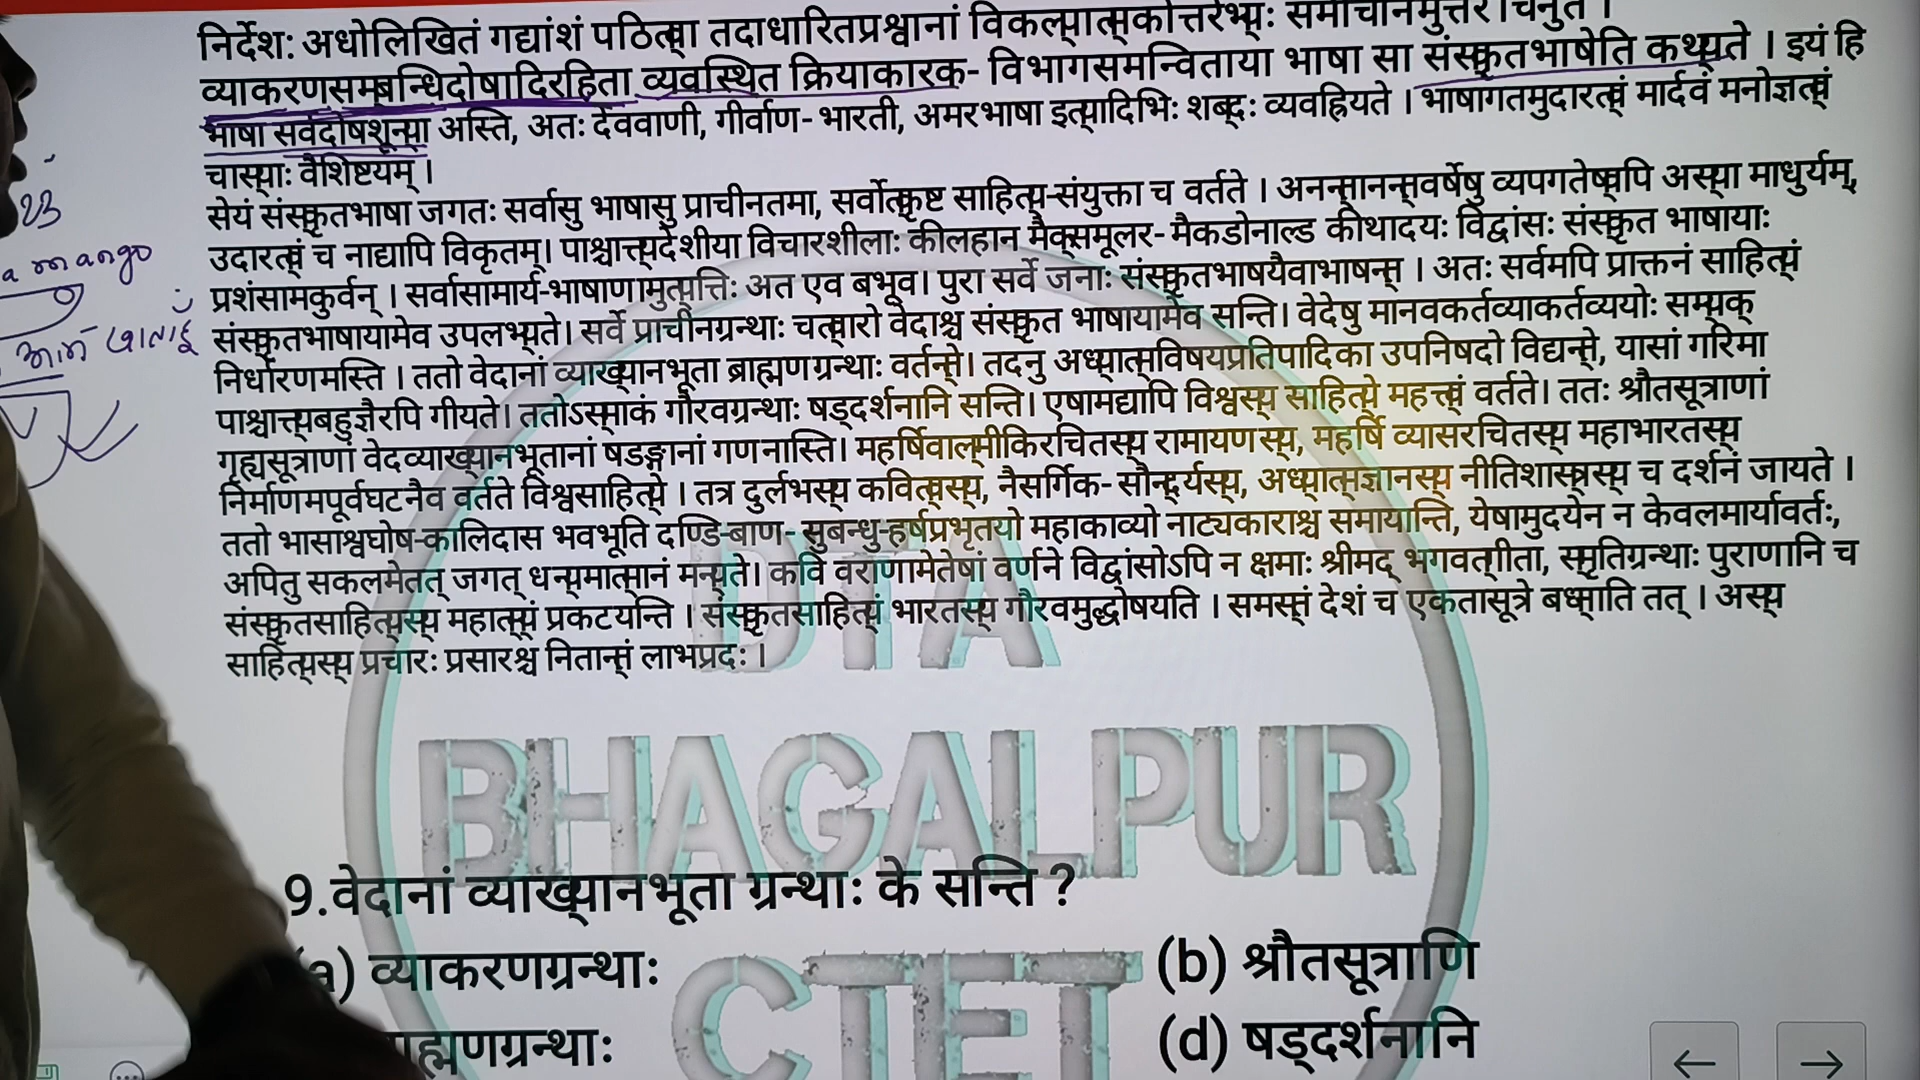 निर्देश: अधोलिखितं गद्यांशं पठित्वा तदाधारितप्रश्नानां विकल्पात्मकोत्तरेभ्यः समीचीनमुत्तरं चिनुत ।
व्याकरणसम्बन्धिदोषादिरहिता व्यवस्थित क्रियाकारक- विभागसमन्विताया भाषा सा संस्कृतभाषेति कथ्यते । इयं हि
भाषा सर्वदोषशून्या अस्ति, अतः देववाणी, गीर्वाण- भारती, अमरभाषा इत्यादिभिः शब्दः व्यवह्रियते । भाषागतमुदारत्वं मार्दवं मनोज्ञत्वं
चास्याः वैशिष्टयम् ।
सेयं संस्कृतभाषा जगतः सर्वासु भाषासु प्राचीनतमा, सर्वोत्कृष्ट साहित्य-संयुक्ता च वर्तते । अनन्तानन्तवर्षेषु व्यपगतेष्वपि अस्या माधुर्यम्,
उदारत्वं च नाद्यापि विकृतम्। पाश्चात्त्यदेशीया विचारशीलाः कीलहान मैक्समूलर- मैकडोनाल्ड कीथादयः विद्वांसः संस्कृत भाषायाः
प्रशंसामकुर्वन् । सर्वासामार्य-भाषाणामुत्पत्तिः अत एव बभूव। पुरा सर्वे जनाः संस्कृतभाषयैवाभाषन्त । अतः सर्वमपि प्राक्तनं साहित्यं
संस्कृतभाषायामेव उपलभ्यते। सर्वे प्राचीनग्रन्थाः चत्वारो वेदाश्च संस्कृत भाषायामेव सन्ति। वेदेषु मानवकर्तव्याकर्तव्ययोः सम्यक्
निर्धारणमस्ति । ततो वेदानां व्याख्यानभूता ब्राह्मणग्रन्थाः वर्तन्ते। तदनु अध्यात्मविषयप्रतिपादिका उपनिषदो विद्यन्ते, यासां गरिमा
पाश्चात्त्यबहुज्ञैरपि गीयते। ततोऽस्माकं गौरवग्रन्थाः षड्दर्शनानि सन्ति। एषामद्यापि विश्वस्य साहित्ये महत्त्वं वर्तते। ततः श्रौतसूत्राणां
गृह्यसूत्राणां वेदव्याख्यानभूतानां षडङ्गानां गणनास्ति। महर्षिवाल्मीकिरचितस्य रामायणस्य, महर्षि व्यासरचितस्य महाभारतस्य
निर्माणमपूर्वघटनैव वर्तते विश्वसाहित्ये । तत्र दुर्लभस्य कवित्वस्य, नैसर्गिक- सौन्दर्यस्य, अध्यात्मज्ञानस्य नीतिशास्त्रस्य च दर्शनं जायते ।
ततो भासाश्वघोष-कालिदास भवभूति दण्डि-बाण- सुबन्धु-हर्षप्रभृतयो महाकाव्यो नाट्यकाराश्च समायान्ति, येषामुदयेन न केवलमार्यावर्तः,
अपितु सकलमेतत् जगत् धन्यमात्मानं मन्यते। कवि वराणामेतेषां वर्णने विद्वांसोऽपि न क्षमाः श्रीमद् भगवत्गीता, स्मृतिग्रन्थाः पुराणानि च
संस्कृतसाहित्यस्य महात्म्यं प्रकटयन्ति । संस्कृतसाहित्यं भारतस्य गौरवमुद्धोषयति । समस्तं देशं च एकतासूत्रे बध्नाति तत् । अस्य
साहित्यस्य प्रचारः प्रसारश्च नितान्तं लाभप्रदः ।
a mango
DTA
BHAGALPUR
CTET
9.वेदानां व्याख्यानभूता ग्रन्थाः के सन्ति ?
(a) व्याकरणग्रन्थाः (b) श्रौतसूत्राणि
ह्मणग्रन्थाः (d) षड्दर्शनानि